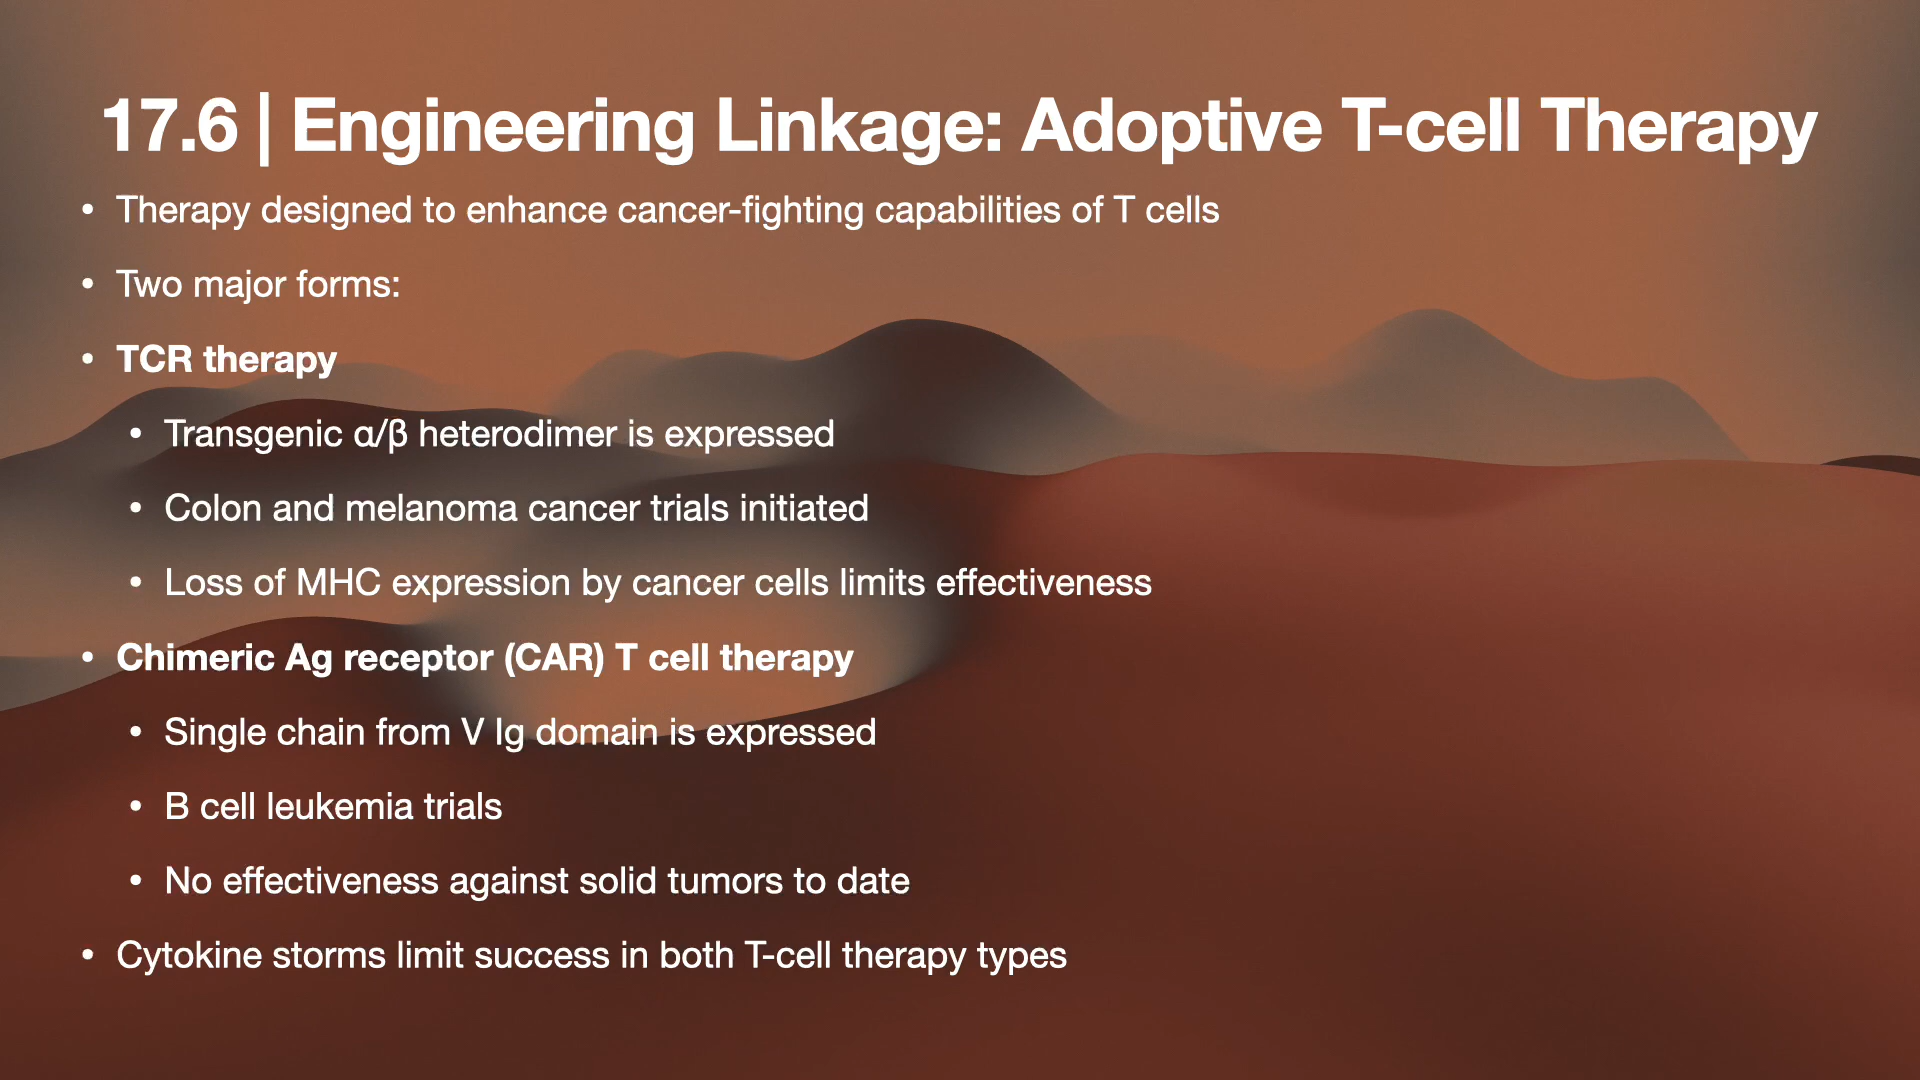 17.6 | Engineering Linkage: Adoptive T-cell Therapy
• Therapy designed to enhance cancer-fighting capabilities of T cells
• Two major forms:
• TCR therapy
• Transgenic α/β heterodimer is expressed
• Colon and melanoma cancer trials initiated
• Loss of MHC expression by cancer cells limits effectiveness
• Chimeric Ag receptor (CAR) T cell therapy
• Single chain from V Ig domain is expressed
• B cell leukemia trials
• No effectiveness against solid tumors to date
• Cytokine storms limit success in both T-cell therapy types